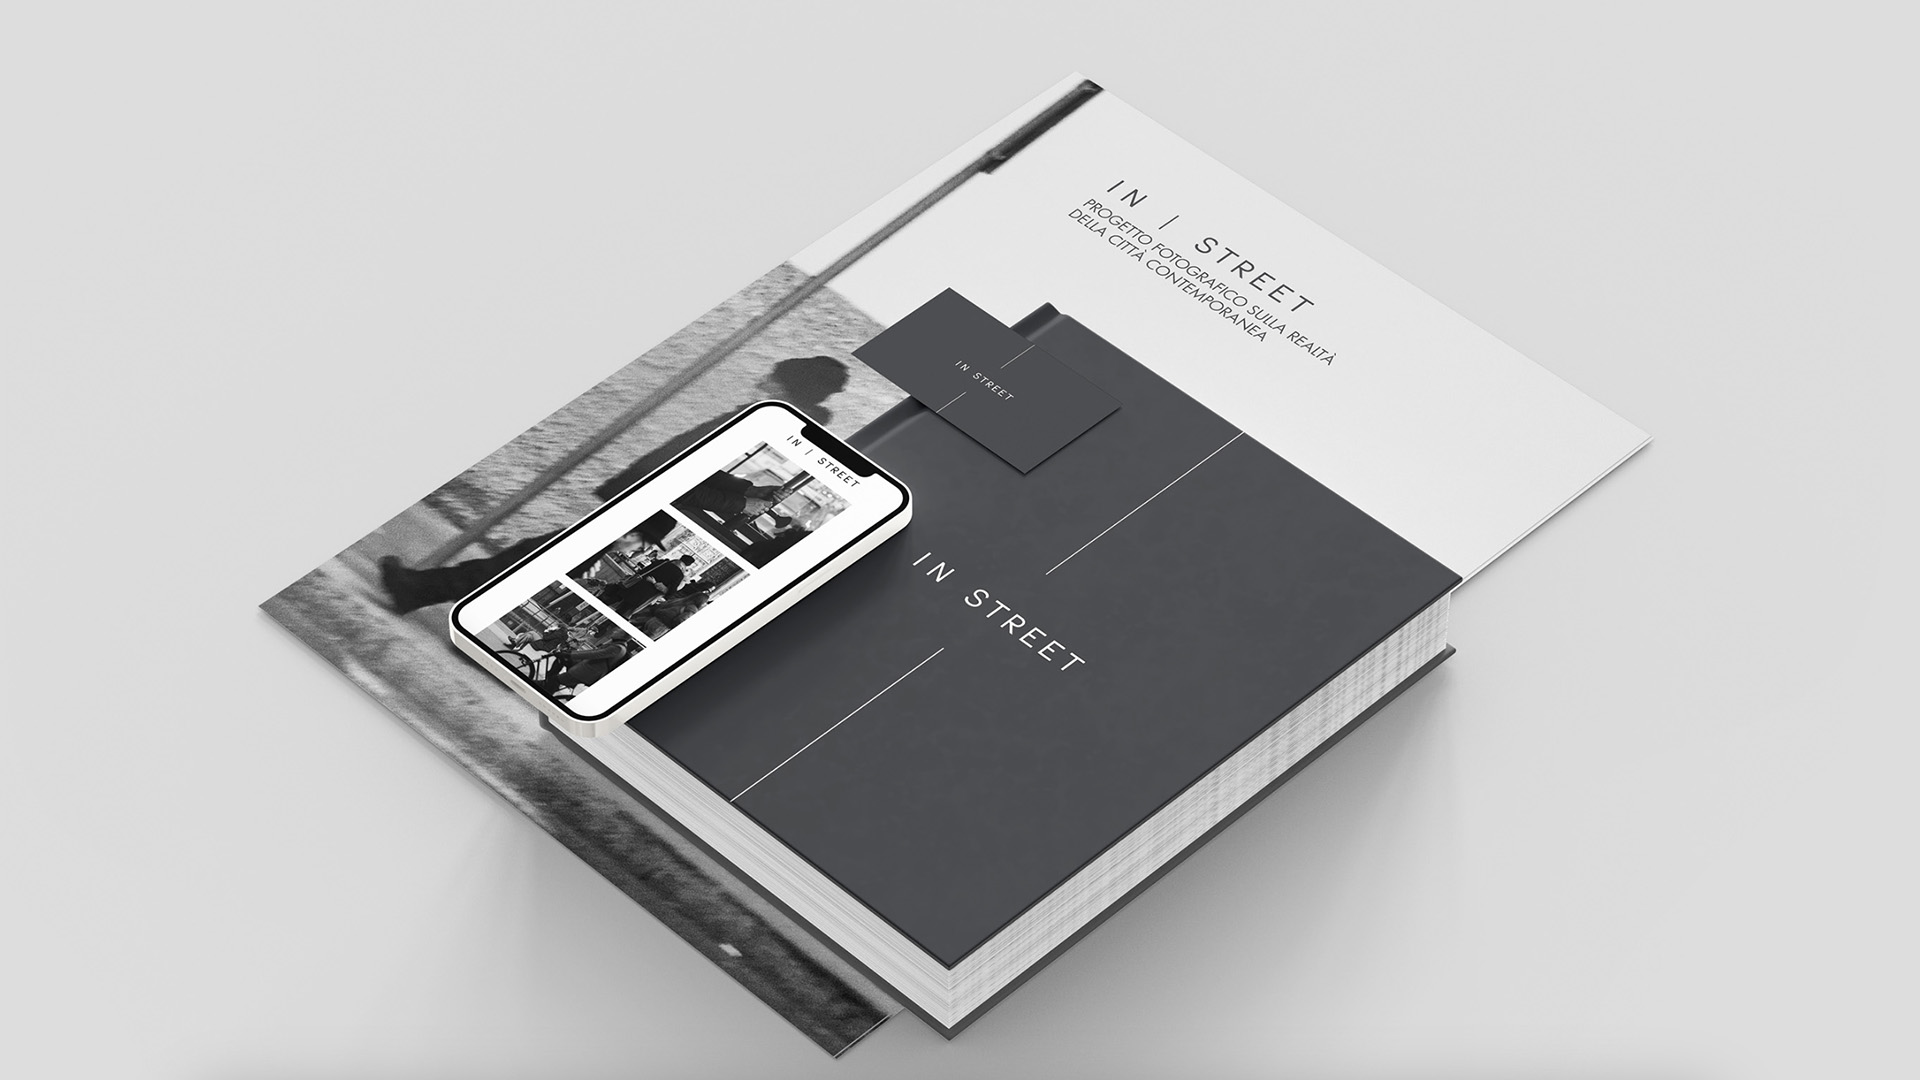 IN | STREET
PROGETTO FOTOGRAFICO SULLA REALTÀ
DELLA CITTÀ CONTEMPORANEA
IN STREET
IN | STREET
IN STREET